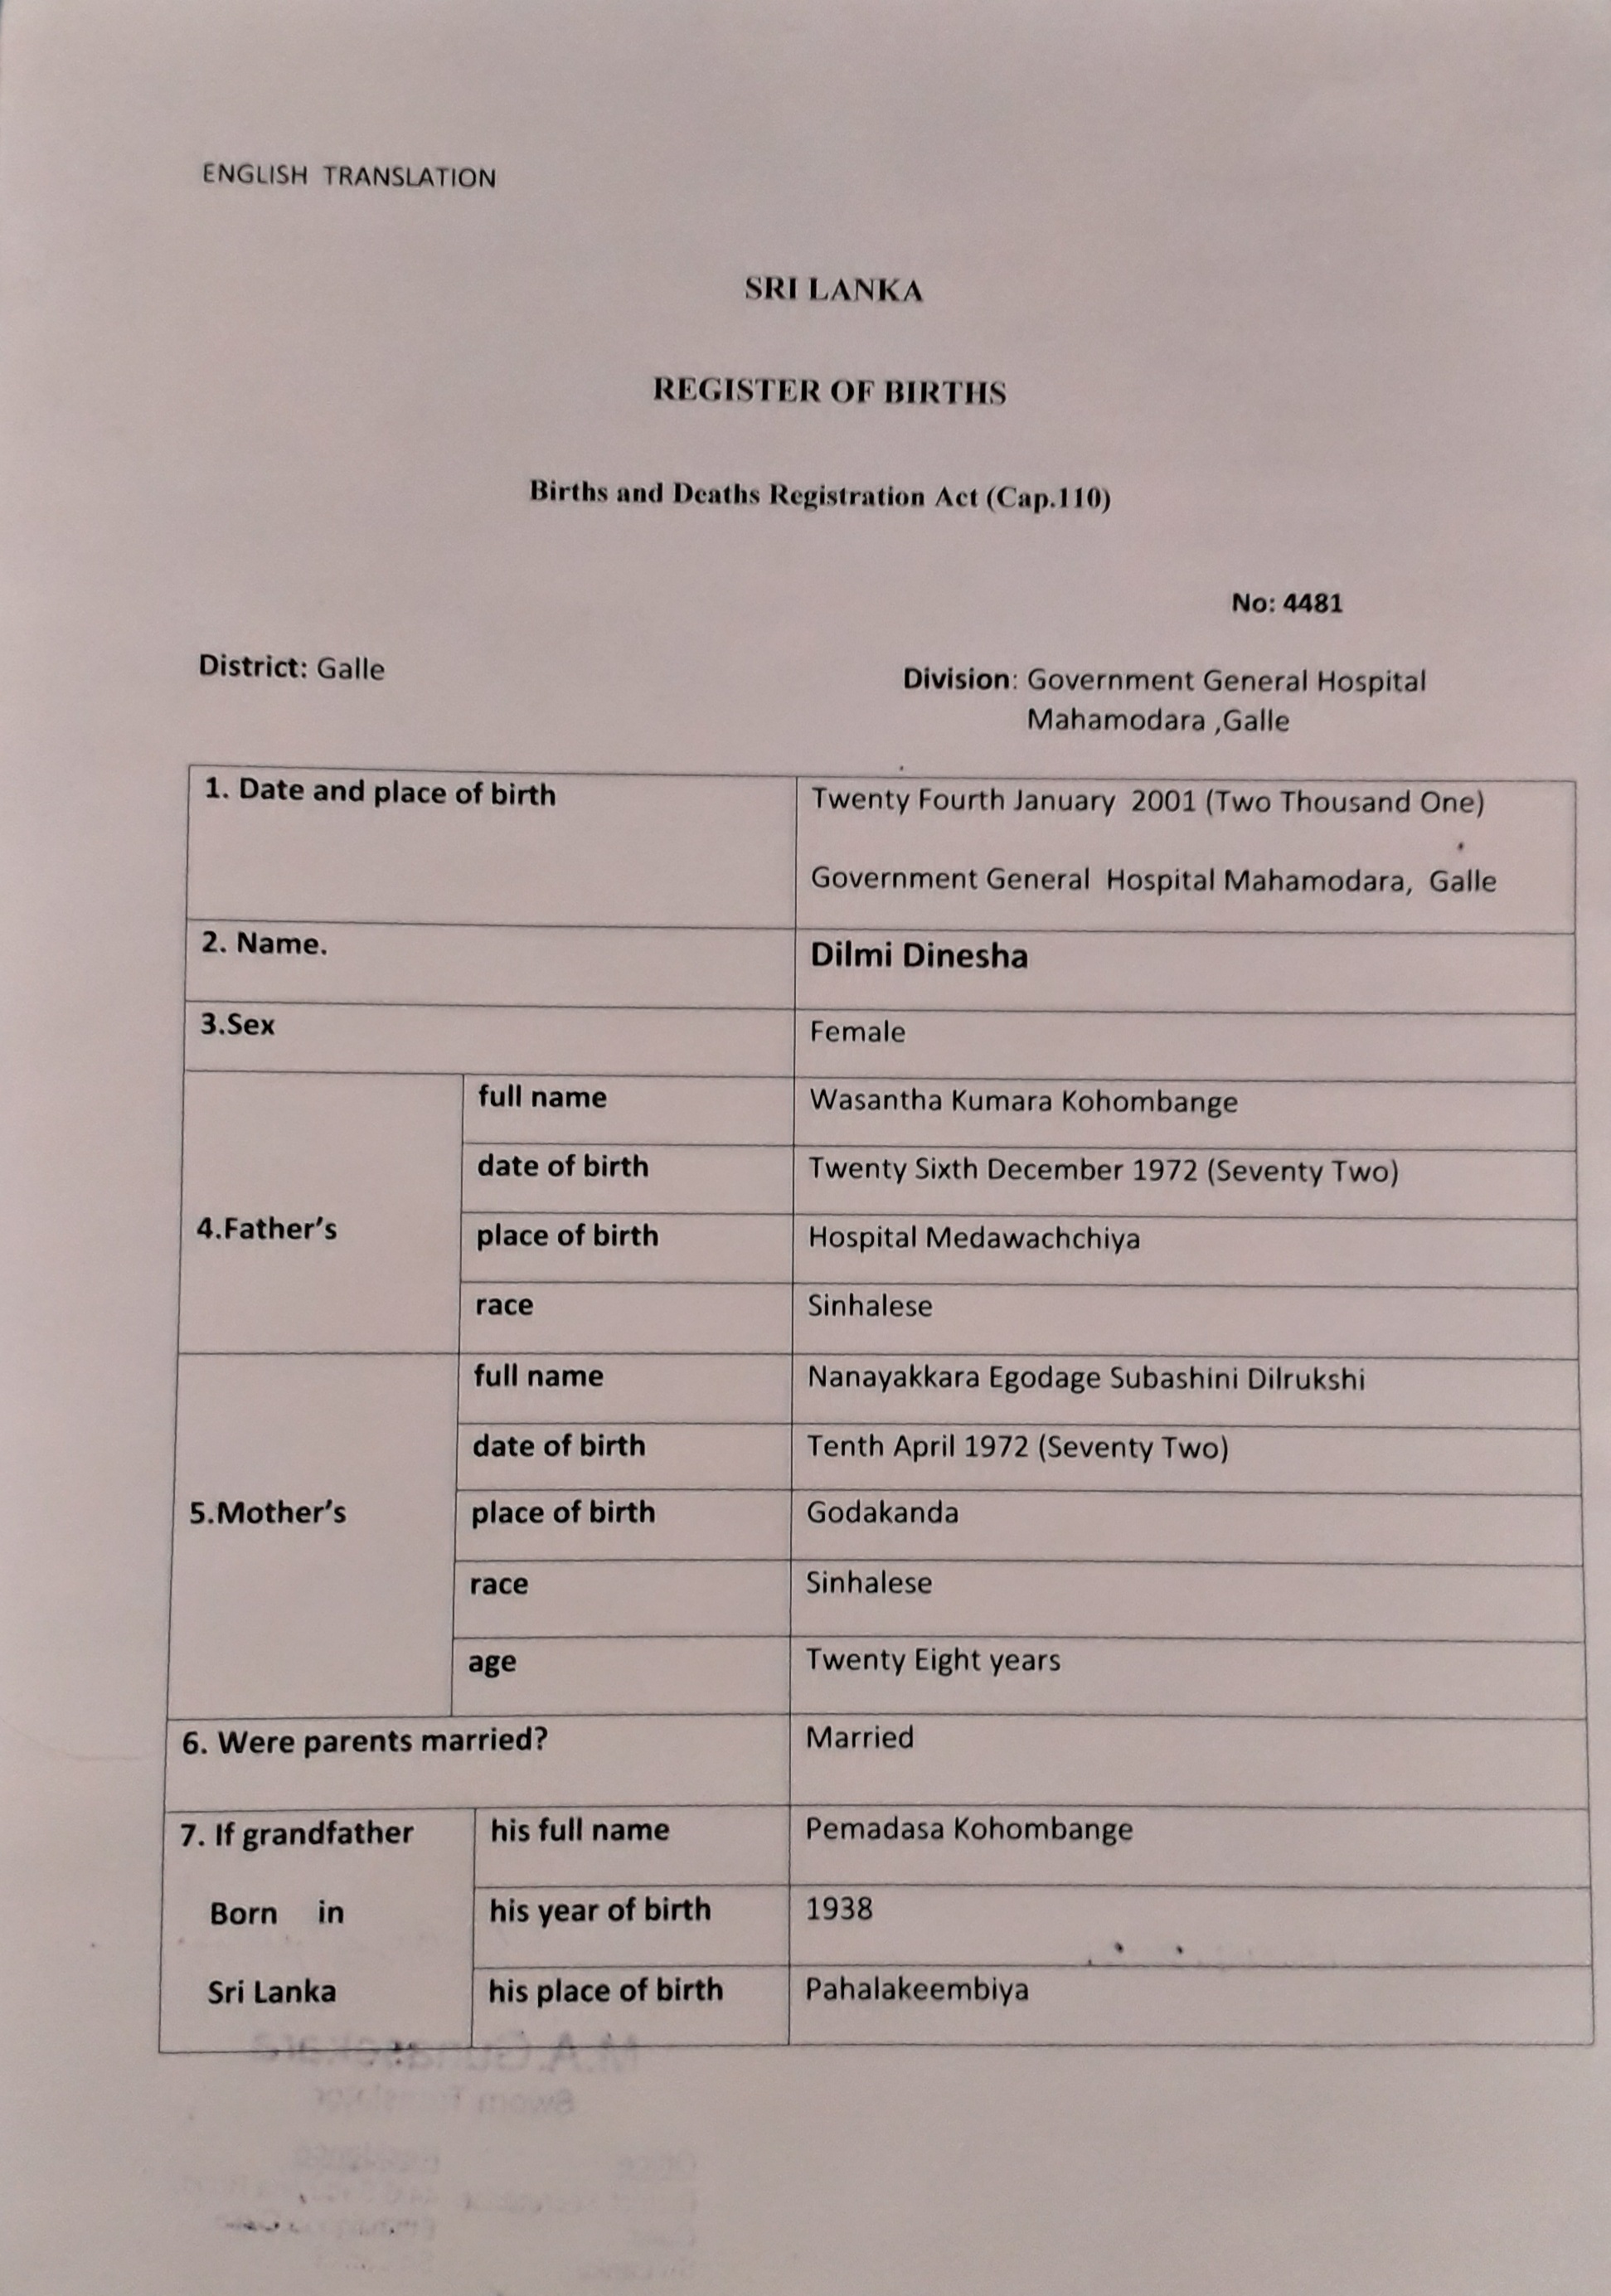 ENGLISH TRANSLATION
SRI LANKA
REGISTER OF BIRTHS
Births and Deaths Registration Act (Cap.110)
No: 4481
District: Galle
Division: Government General Hospital
Mahamodara ,Galle
1. Date and place of birth
Twenty Fourth January 2001 (Two Thousand One)
Government General Hospital Mahamodara, Galle
2. Name.
Dilmi Dinesha
3.Sex
Female
4.Father's
full name
Wasantha Kumara Kohombange
date of birth
Twenty Sixth December 1972 (Seventy Two)
place of birth
Hospital Medawachchiya
race
Sinhalese
5.Mother's
full name
Nanayakkara Egodage Subashini Dilrukshi
date of birth
Tenth April 1972 (Seventy Two)
place of birth
Godakanda
race
Sinhalese
age
Twenty Eight years
6. Were parents married?
Married
7. If grandfather
Born in
Sri Lanka
his full name
Pemadasa Kohombange
his year of birth
1938
his place of birth
Pahalakeembiya
M.A.Gunasekara
Sworn Translator